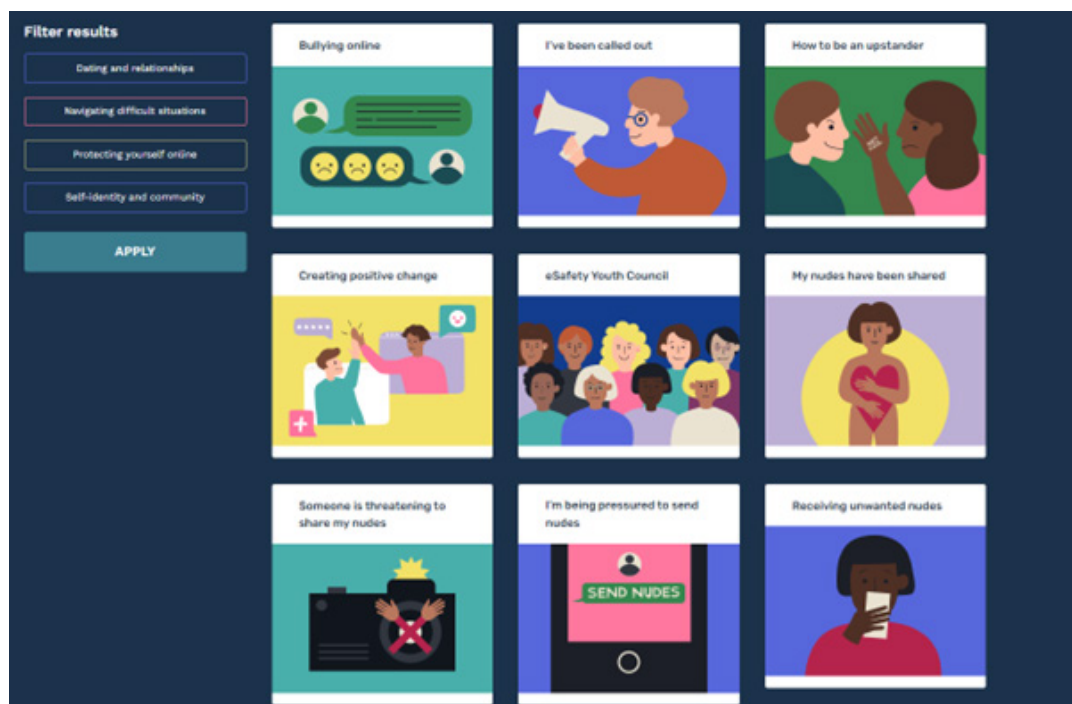 Filter results
Dating and relationships
Navigating difficult situations
Protecting yourself online
Self-identity and community
APPLY
Bullying online
I've been called out
How to be an upstander
Creating positive change
eSafety Youth Council
My nudes have been shared
Someone is threatening to
share my nudes
I'm being pressured to send
nudes
SEND NUDES
Receiving unwanted nudes